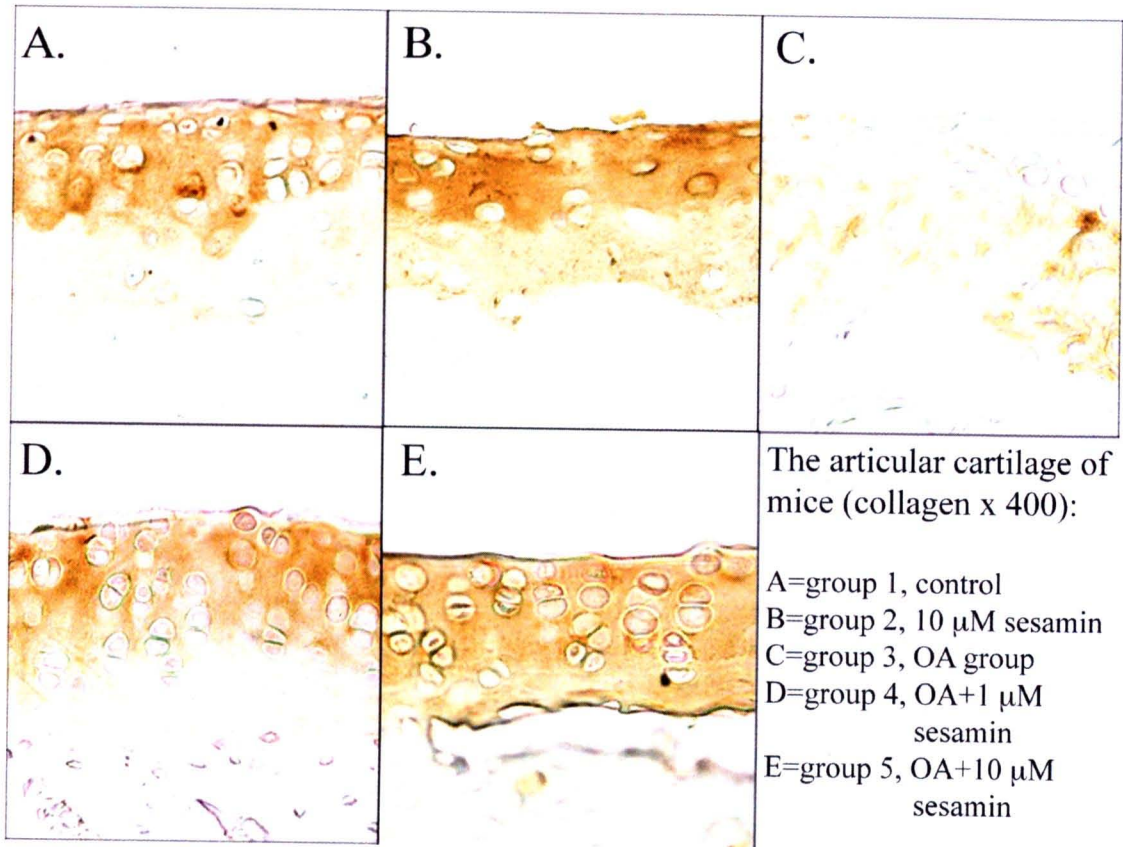 A.
B.
C.
D.
E.
The articular cartilage of
mice (collagen x 400):
A=group 1, control
B=group 2, 10 μM sesamin
C=group 3, OA group
D=group 4, OA+1 μM
sesamin
E=group 5, OA+10 μM
sesamin